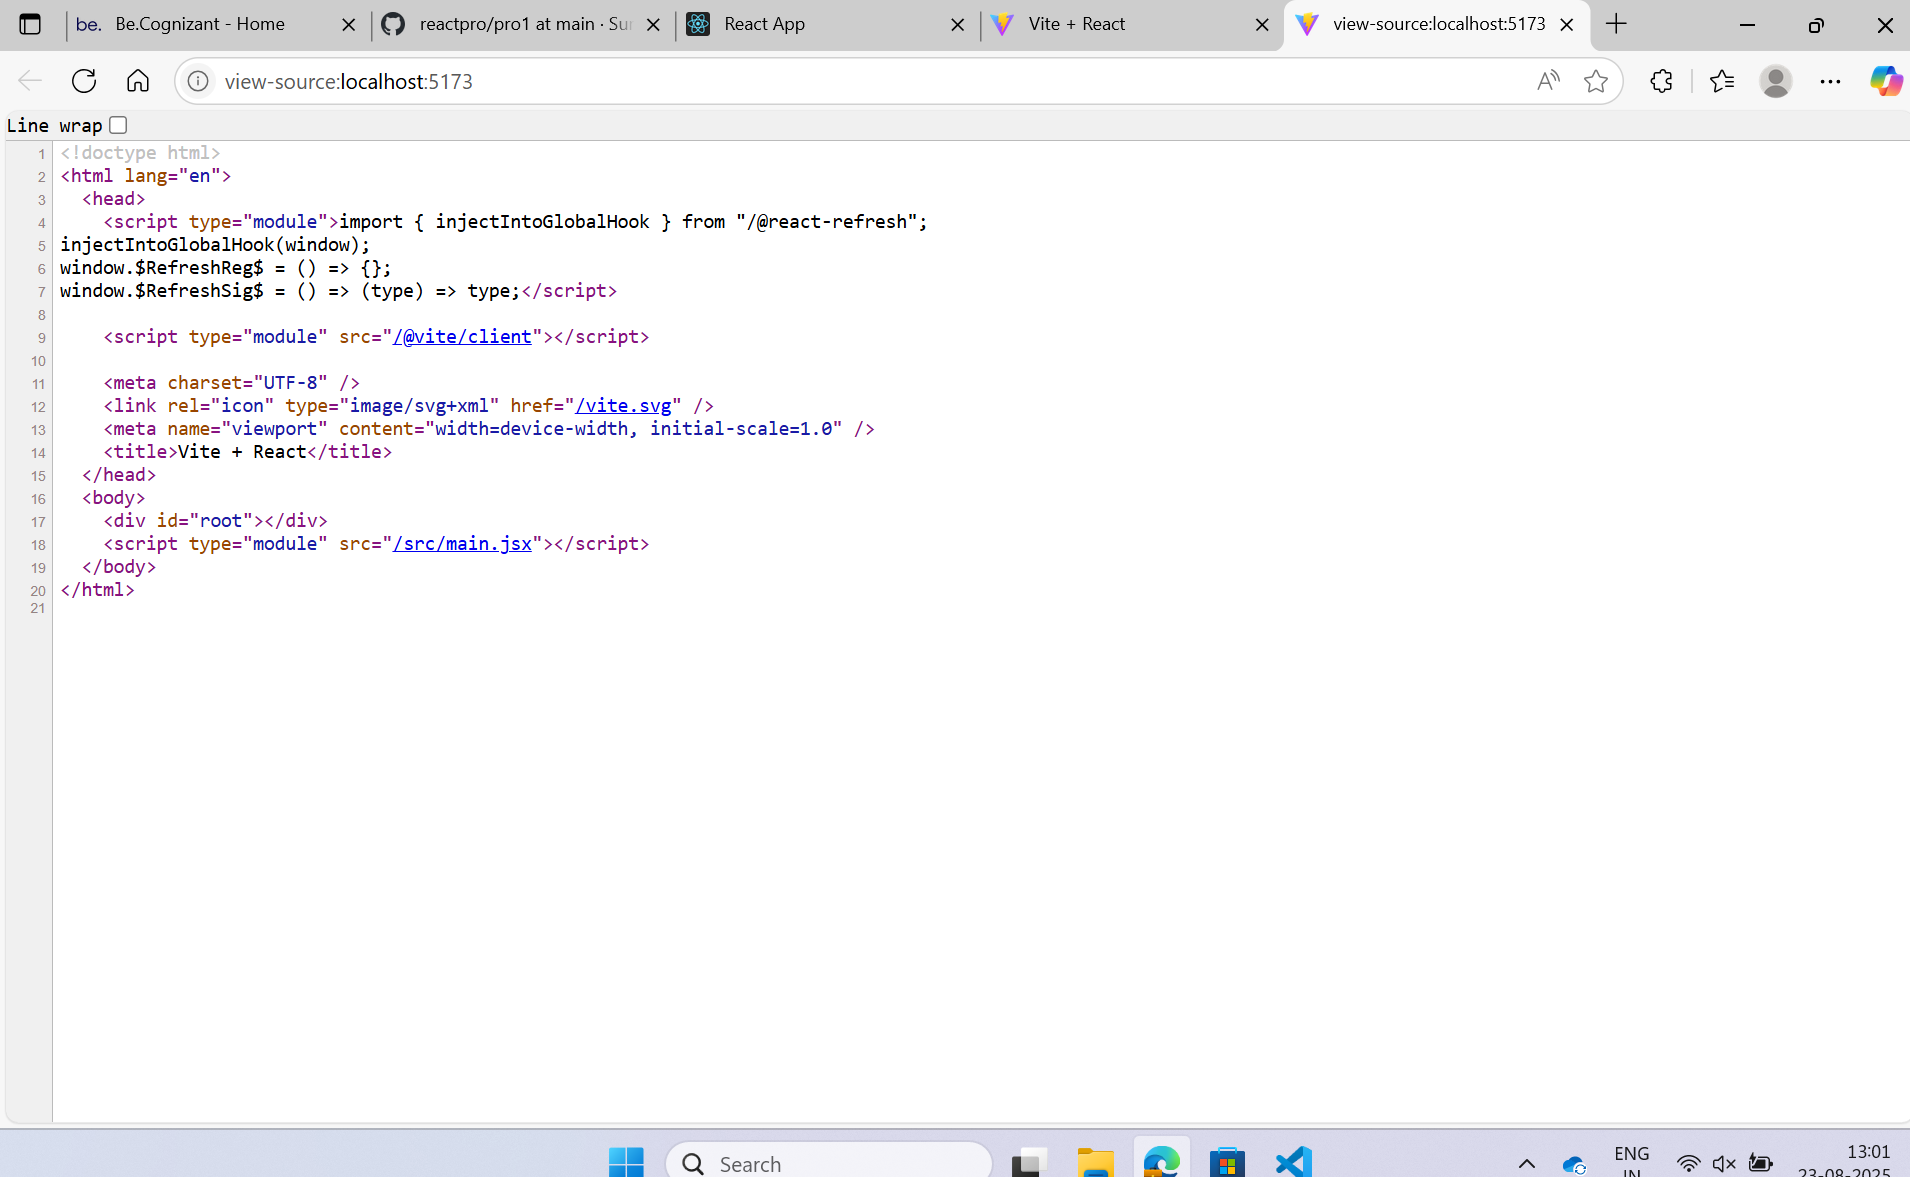 be. Be.Cognizant - Home
reactpro/pro1 at main · Sur
React App
Vite + React
view-source:localhost:5173
view-source:localhost:5173
Line wrap
1 <!doctype html>
2 <html lang="en">
3 <head>
4 <script type="module">import { injectIntoGlobalHook } from "/@react-refresh";
5 injectIntoGlobalHook(window);
6 window.$RefreshReg$ = () => {};
7 window.$RefreshSig$ = () => (type) => type;</script>
8
9 <script type="module" src="/@vite/client"></script>
10
11 <meta charset="UTF-8" />
12 <link rel="icon" type="image/svg+xml" href="/vite.svg" />
13 <meta name="viewport" content="width=device-width, initial-scale=1.0" />
14 <title>Vite + React</title>
15 </head>
16 <body>
17 <div id="root"></div>
18 <script type="module" src="/src/main.jsx"></script>
19 </body>
20 </html>
21
Search
ENG
IN
13:01
23-08-2025